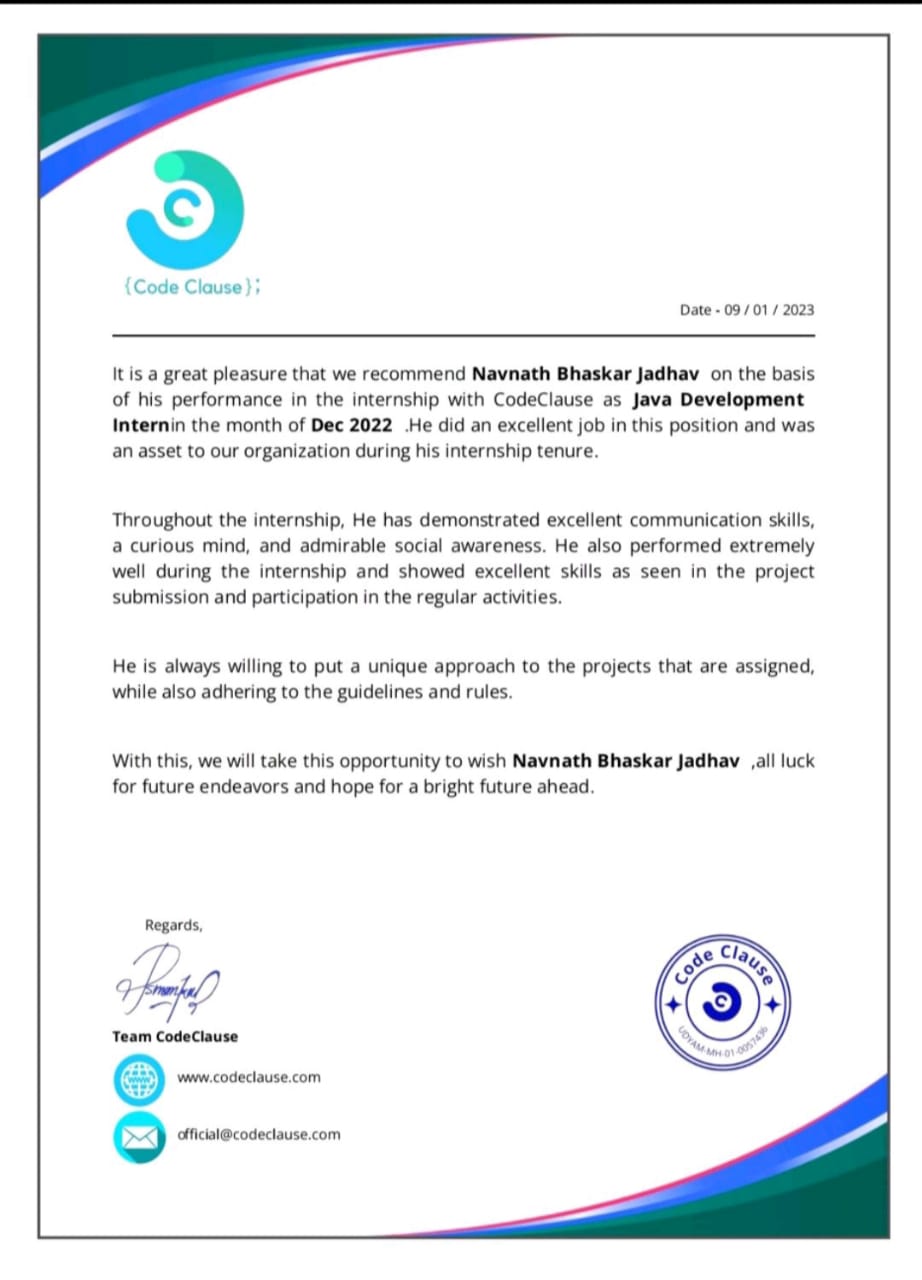 {Code Clause};
Date - 09 / 01 / 2023
It is a great pleasure that we recommend Navnath Bhaskar Jadhav on the basis
of his performance in the internship with CodeClause as Java Development
Internin the month of Dec 2022 .He did an excellent job in this position and was
an asset to our organization during his internship tenure.
Throughout the internship, He has demonstrated excellent communication skills,
a curious mind, and admirable social awareness. He also performed extremely
well during the internship and showed excellent skills as seen in the project
submission and participation in the regular activities.
He is always willing to put a unique approach to the projects that are assigned,
while also adhering to the guidelines and rules.
With this, we will take this opportunity to wish Navnath Bhaskar Jadhav ,all luck
for future endeavors and hope for a bright future ahead.
Regards,
Team CodeClause
www.codeclause.com
official@codeclause.com
Code Clause
UDYAM-MH-01-0057436